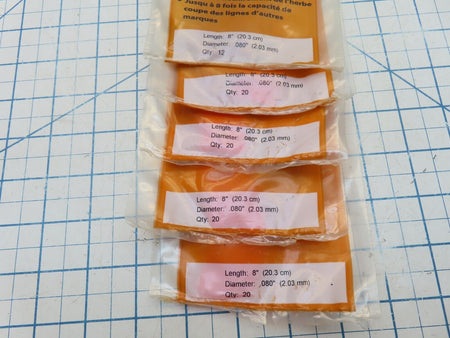 Jusqu'à 8 fois la capacité de
coupe des lignes d'autres
marques
Length: 8" (20.3 cm)
Diameter: .080" (2.03 mm)
Qty: 12
Length: 8" (20.3 cm)
Diameter: .080" (2.03 mm)
Qty: 20
Length: 8" (20.3 cm)
Diameter: .080" (2.03 mm)
Qty: 20
Length: 8" (20.3 cm)
Diameter: .080" (2.03 mm)
Qty: 20
Length: 8" (20.3 cm)
Diameter: .080" (2.03 mm)
Qty: 20